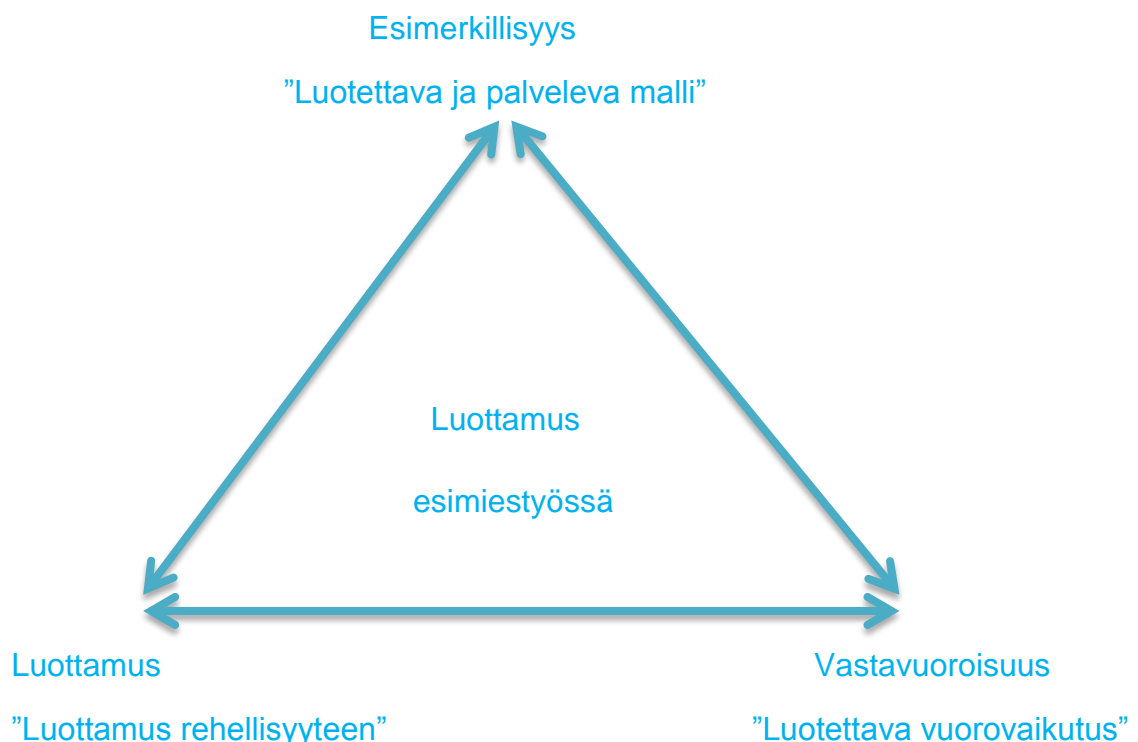 Esimerkillisyys
”Luotettava ja palveleva malli”
Luottamus
esimiestyössä
Luottamus
Vastavuoroisuus
”Luottamus rehellisyyteen”
”Luotettava vuorovaikutus”